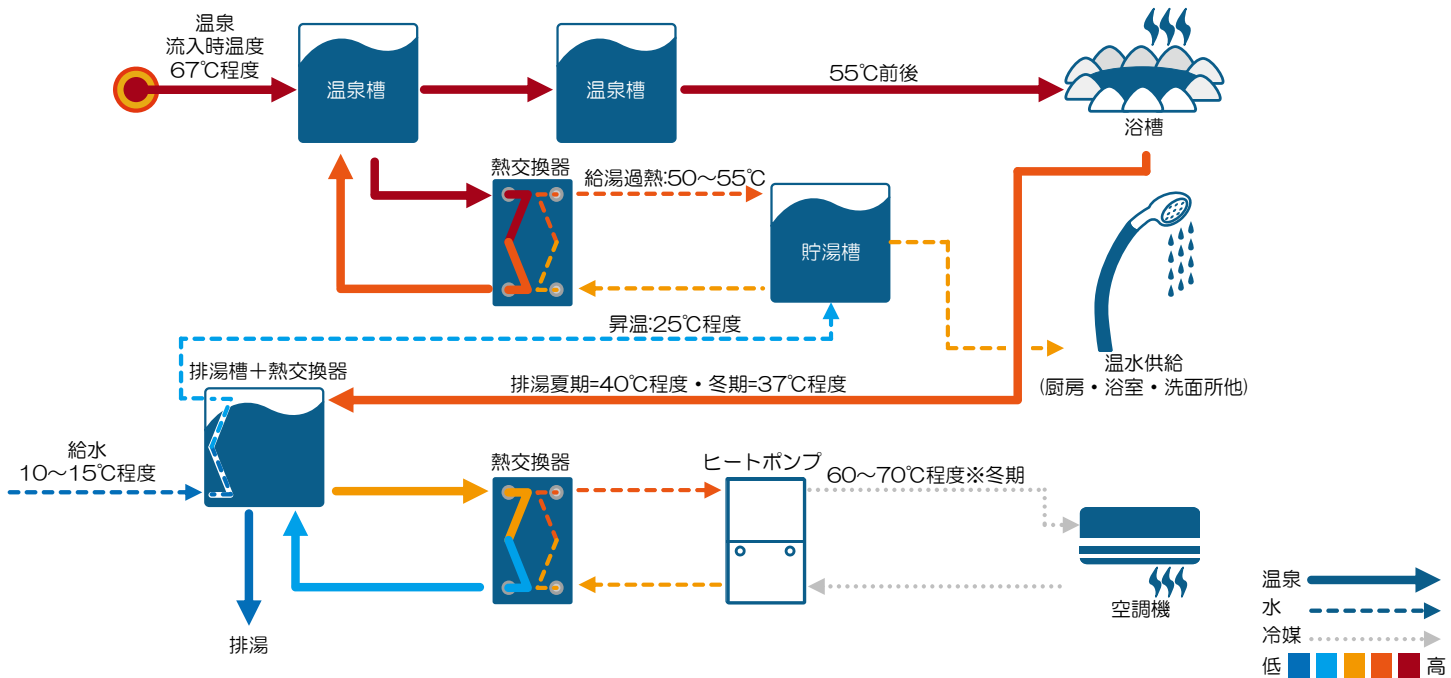 温泉
流入時温度
67℃程度
温泉槽
温泉槽
55℃前後
浴槽
熱交換器
給湯過熱:50〜55℃
貯湯槽
昇温:25℃程度
温水供給
(厨房・浴室・洗面所他)
排湯槽＋熱交換器
排湯夏期=40℃程度・冬期=37℃程度
給水
10〜15℃程度
熱交換器
ヒートポンプ
60〜70℃程度※冬期
空調機
排湯
温泉
水
冷媒
低 高